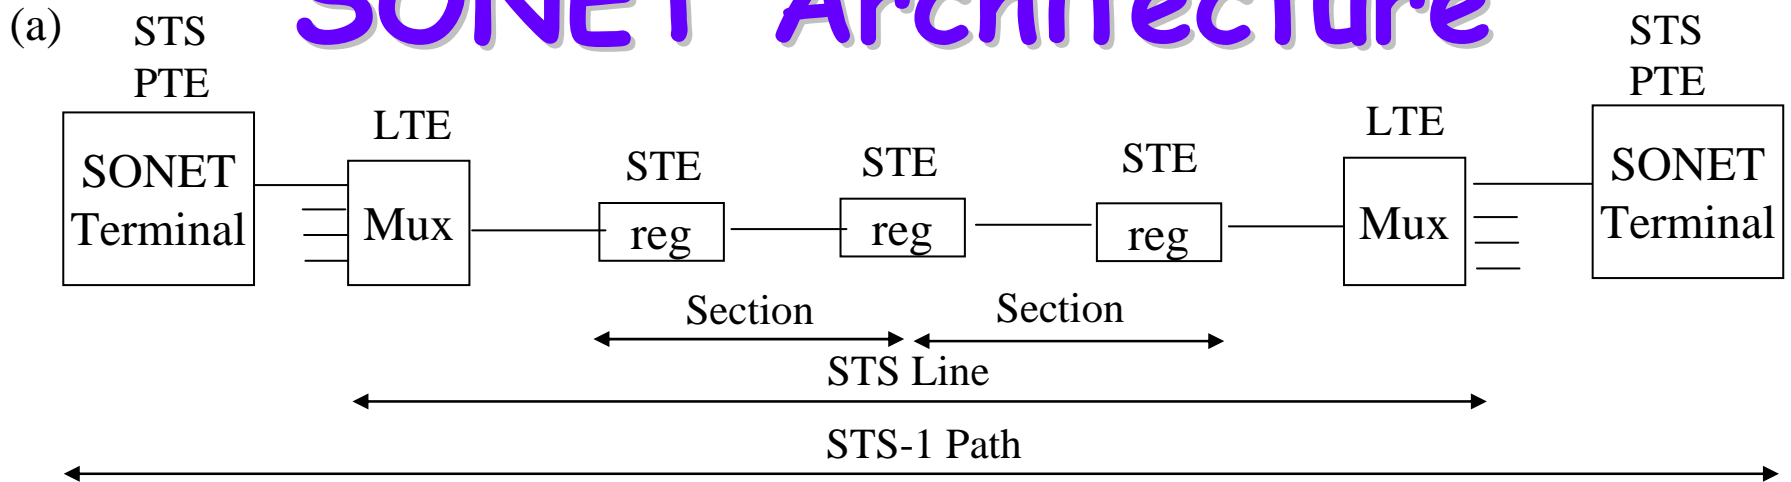 SONET Architecture
(a)
STS
PTE
STS
PTE
LTE
LTE
STE
STE
STE
SONET
Terminal
Mux
reg
reg
reg
Mux
SONET
Terminal
Section
Section
STS Line
STS-1 Path